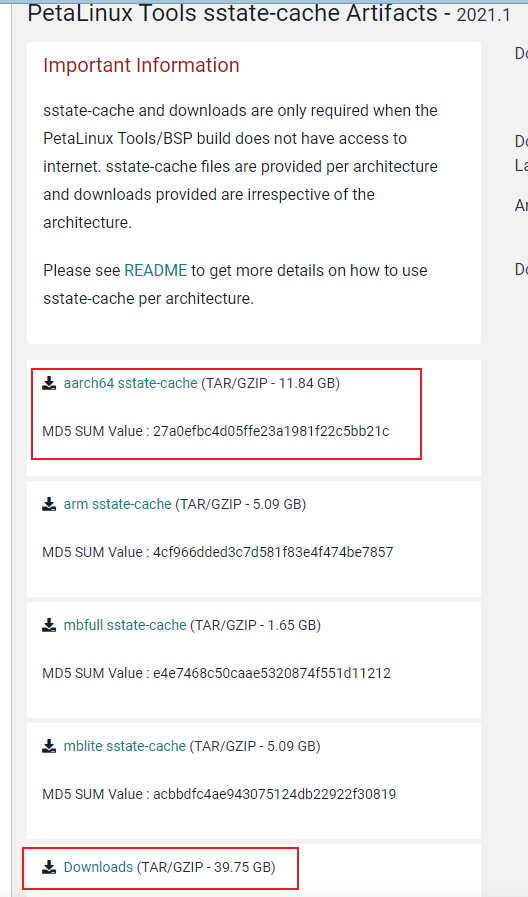 PetaLinux Tools sstate-cache Artifacts - 2021.1
Important Information
sstate-cache and downloads are only required when the
PetaLinux Tools/BSP build does not have access to
internet. sstate-cache files are provided per architecture
and downloads provided are irrespective of the
architecture.
Please see README to get more details on how to use
sstate-cache per architecture.
aarch64 sstate-cache (TAR/GZIP - 11.84 GB)
MD5 SUM Value : 27a0efbc4d05ffe23a1981f22c5bb21c
arm sstate-cache (TAR/GZIP - 5.09 GB)
MD5 SUM Value : 4cf966dded3c7d581f83e4f474be7857
mbfull sstate-cache (TAR/GZIP - 1.65 GB)
MD5 SUM Value : e4e7468c50caae5320874f551d11212
mblite sstate-cache (TAR/GZIP - 5.09 GB)
MD5 SUM Value : acbbdfc4ae943075124db22922f30819
Downloads (TAR/GZIP - 39.75 GB)